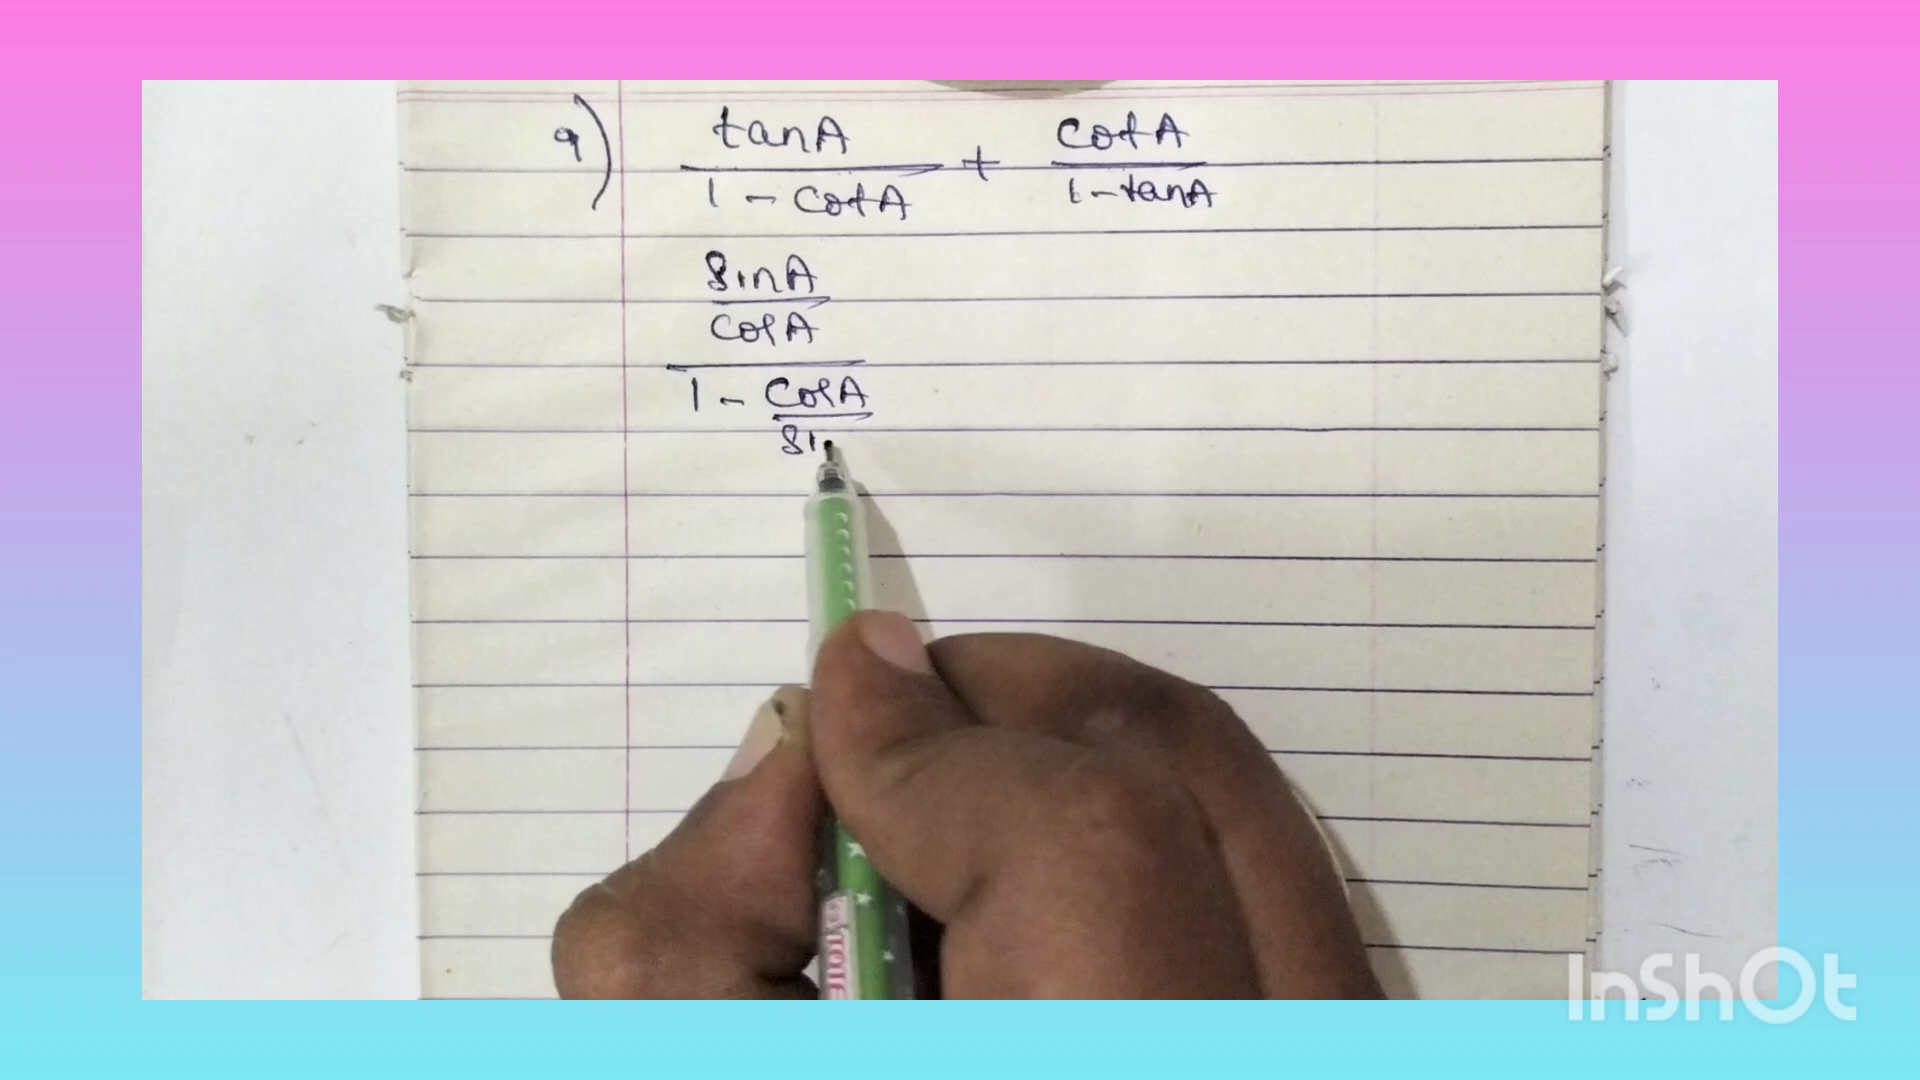 9) tanA / 1 - cotA + cotA / 1 - tanA
sinA
cosA
1 - cosA
si
InShOt